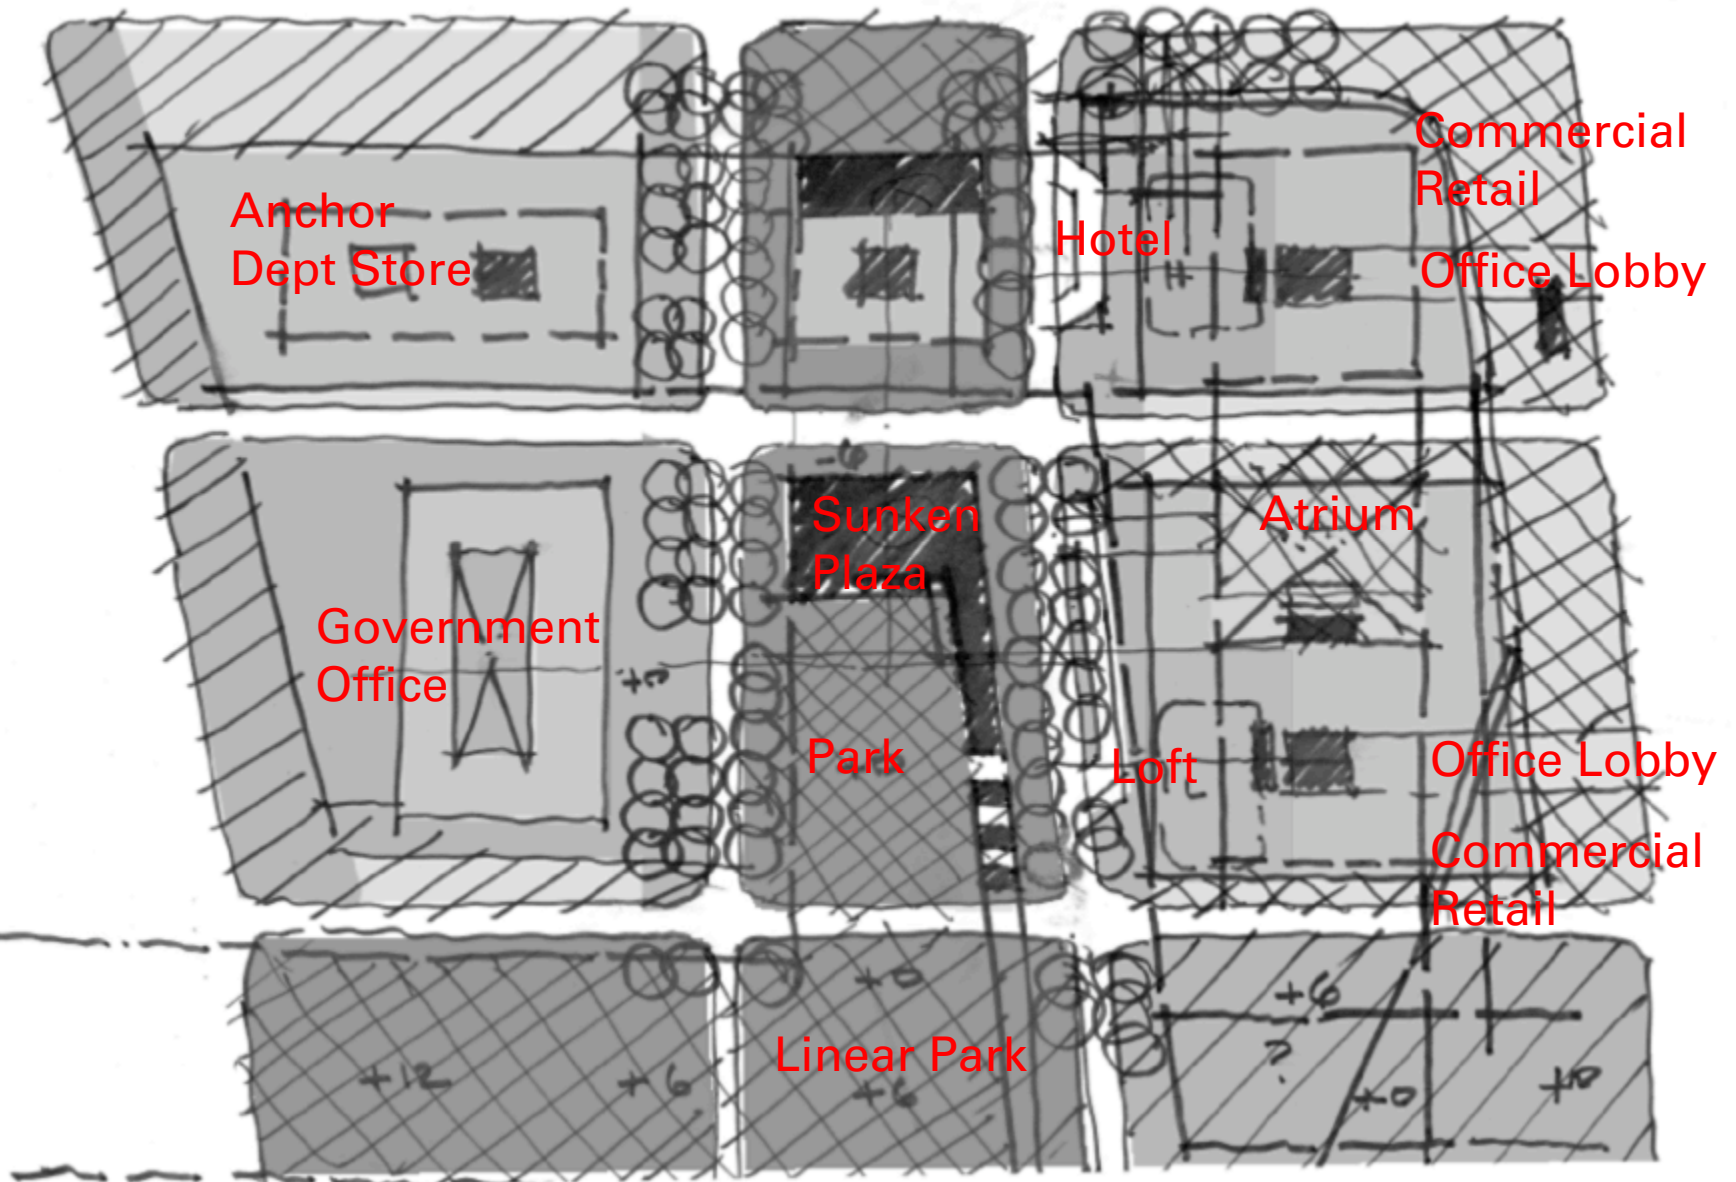 Commercial
Retail
Anchor
Dept Store
Hotel
Office Lobby
-6
Sunken
Plaza
Atrium
Government
Office
Park
Loft
Office Lobby
Commercial
Retail
+0
+6
?
Linear Park
+12
+6
+6
+0